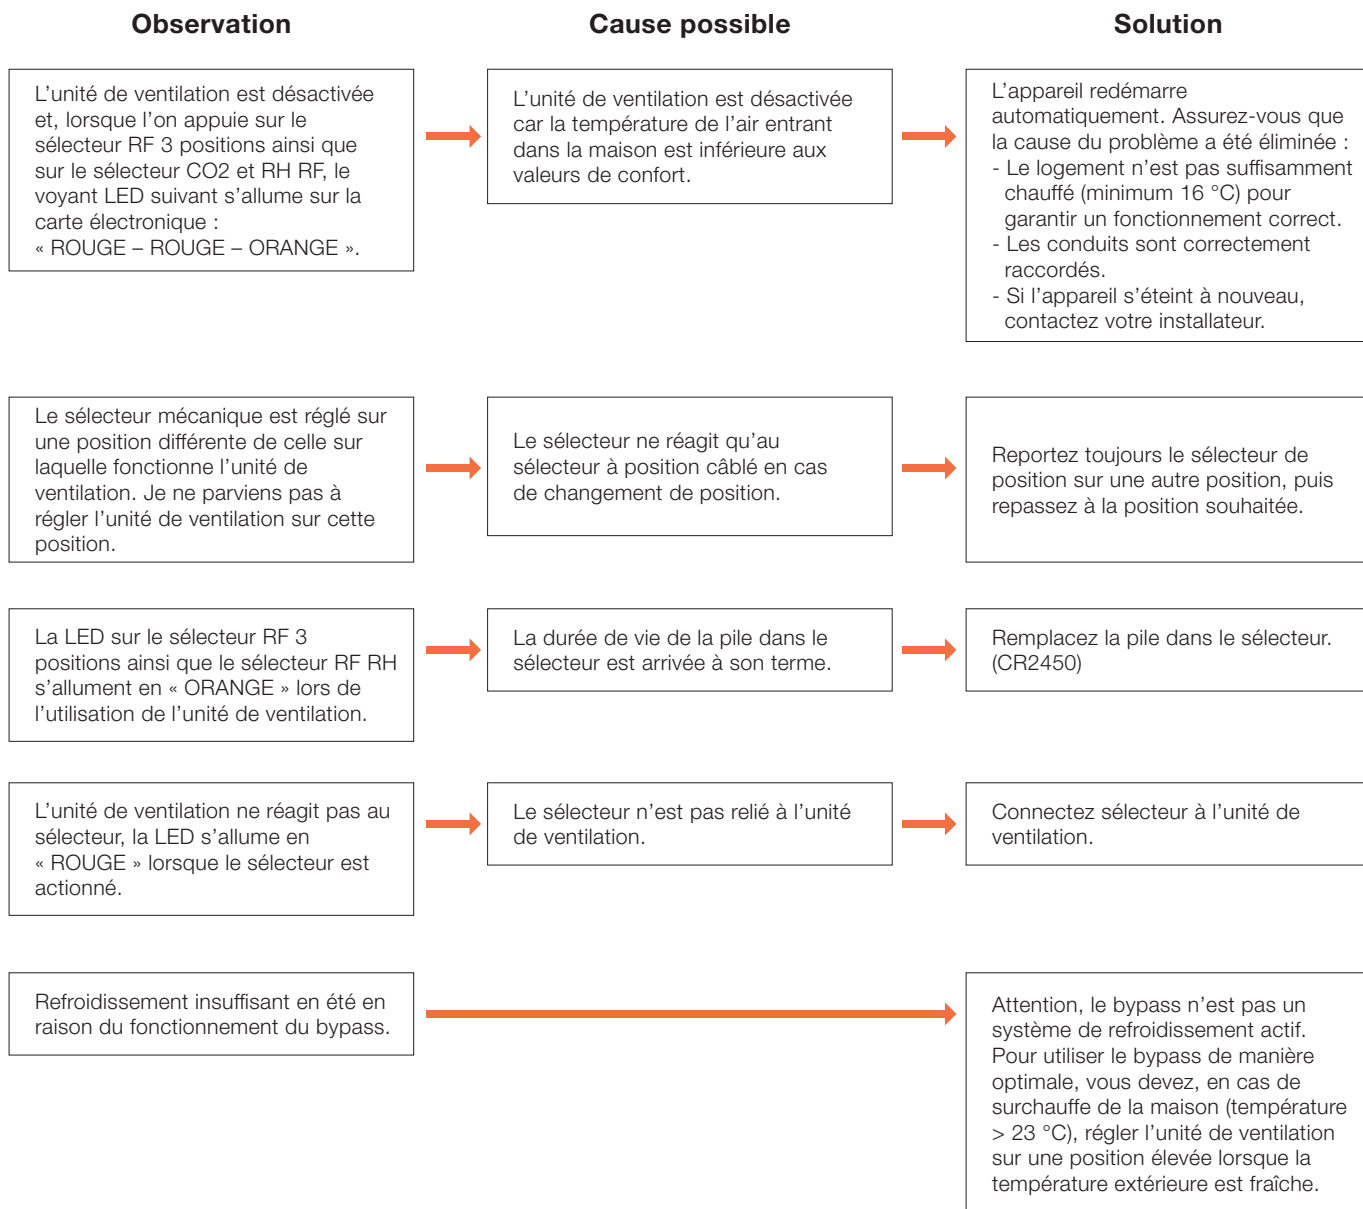 Observation
Cause possible
Solution
L’unité de ventilation est désactivée
et, lorsque l’on appuie sur le
sélecteur RF 3 positions ainsi que
sur le sélecteur CO2 et RH RF, le
voyant LED suivant s’allume sur la
carte électronique :
« ROUGE – ROUGE – ORANGE ».
L’unité de ventilation est désactivée
car la température de l’air entrant
dans la maison est inférieure aux
valeurs de confort.
L’appareil redémarre
automatiquement. Assurez-vous que
la cause du problème a été éliminée :
- Le logement n’est pas suffisamment
chauffé (minimum 16 °C) pour
garantir un fonctionnement correct.
- Les conduits sont correctement
raccordés.
- Si l’appareil s’éteint à nouveau,
contactez votre installateur.
Le sélecteur mécanique est réglé sur
une position différente de celle sur
laquelle fonctionne l’unité de
ventilation. Je ne parviens pas à
régler l’unité de ventilation sur cette
position.
Le sélecteur ne réagit qu’au
sélecteur à position câblé en cas
de changement de position.
Reportez toujours le sélecteur de
position sur une autre position, puis
repassez à la position souhaitée.
La LED sur le sélecteur RF 3
positions ainsi que le sélecteur RF RH
s’allument en « ORANGE » lors de
l’utilisation de l’unité de ventilation.
La durée de vie de la pile dans le
sélecteur est arrivée à son terme.
Remplacez la pile dans le sélecteur.
(CR2450)
L’unité de ventilation ne réagit pas au
sélecteur, la LED s’allume en
« ROUGE » lorsque le sélecteur est
actionné.
Le sélecteur n’est pas relié à l’unité
de ventilation.
Connectez sélecteur à l’unité de
ventilation.
Refroidissement insuffisant en été en
raison du fonctionnement du bypass.
Attention, le bypass n’est pas un
système de refroidissement actif.
Pour utiliser le bypass de manière
optimale, vous devez, en cas de
surchauffe de la maison (température
> 23 °C), régler l’unité de ventilation
sur une position élevée lorsque la
température extérieure est fraîche.